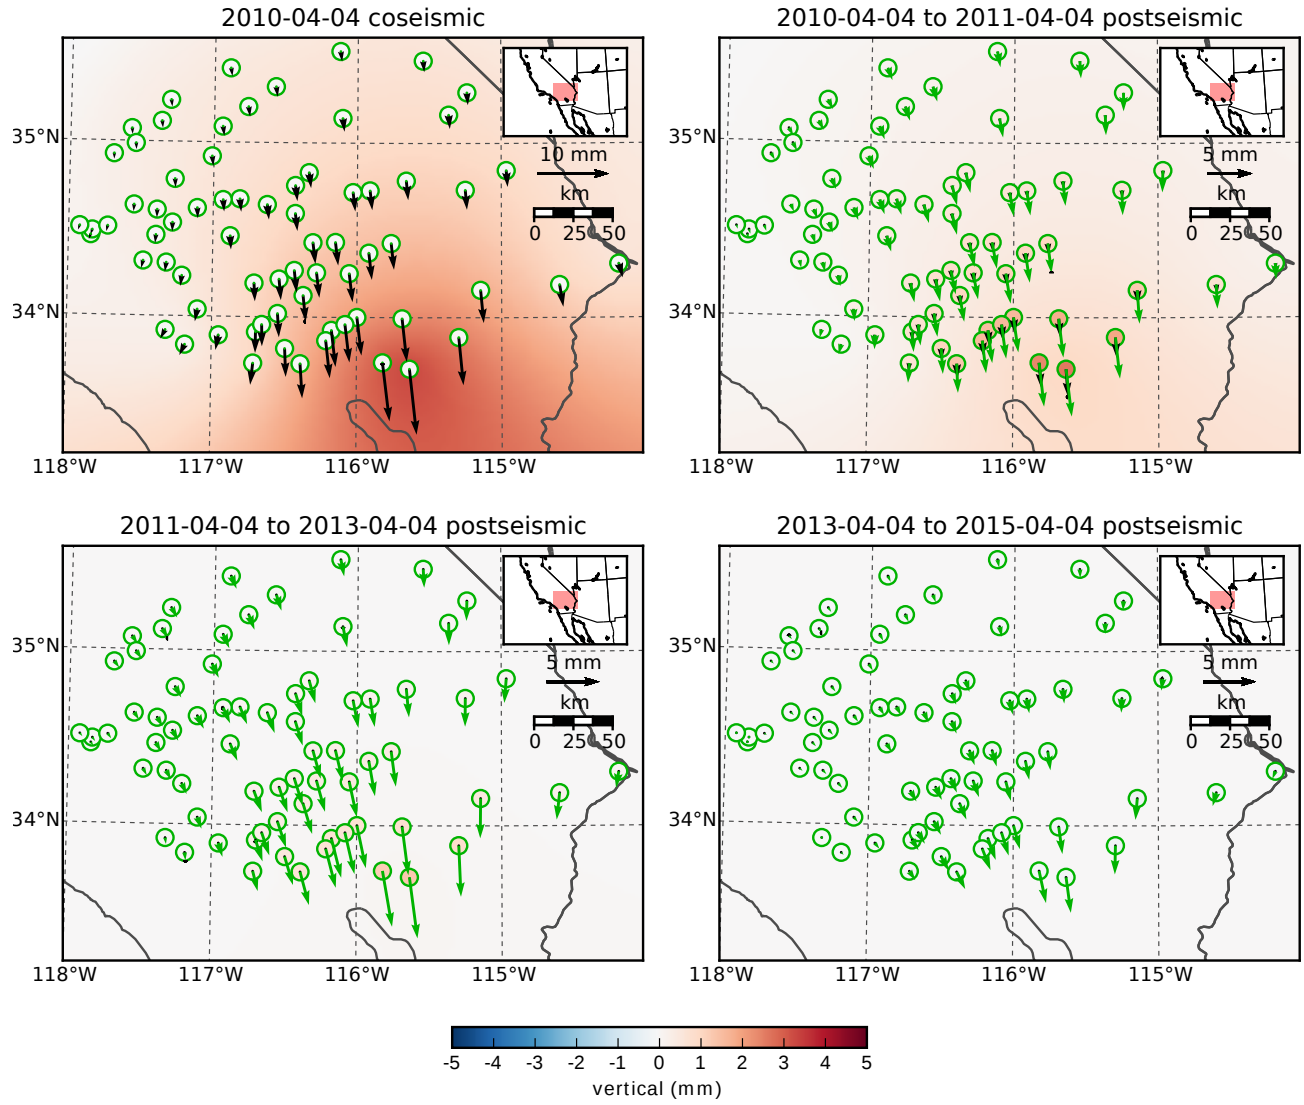 2010-04-04 coseismic
2010-04-04 to 2011-04-04 postseismic
35°N
34°N
10 mm
km
0 25 50
118°W 117°W 116°W 115°W
35°N
34°N
5 mm
km
0 25 50
118°W 117°W 116°W 115°W
2011-04-04 to 2013-04-04 postseismic
2013-04-04 to 2015-04-04 postseismic
35°N
34°N
5 mm
km
0 25 50
118°W 117°W 116°W 115°W
35°N
34°N
5 mm
km
0 25 50
118°W 117°W 116°W 115°W
-5 -4 -3 -2 -1 0 1 2 3 4 5
vertical (mm)